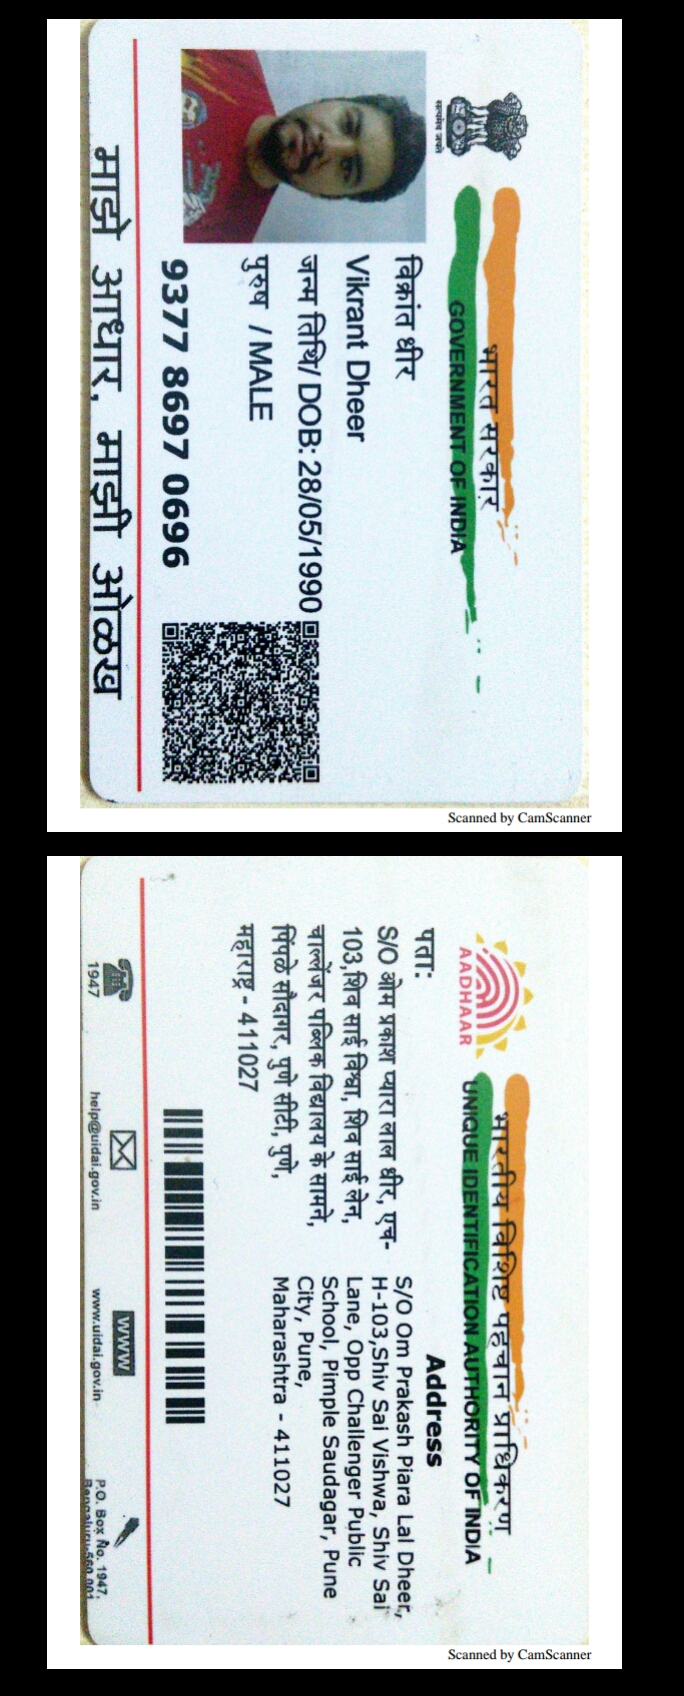 भारत सरकार
GOVERNMENT OF INDIA
सत्यमेव जयते
विक्रांत धीर
Vikrant Dheer
जन्म तिथि/ DOB: 28/05/1990
पुरुष / MALE
9377 8697 0696
माझे आधार, माझी ओळख
Scanned by CamScanner
भारतीय विशिष्ट पहचान प्राधिकरण
UNIQUE IDENTIFICATION AUTHORITY OF INDIA
AADHAAR
पता:
S/O ओम प्रकाश प्यारा लाल धीर, एच-
103,शिव साई विश्वा, शिव साई लेन,
चाल्लेंजर पब्लिक विद्यालय के सामने,
पिंपळे सौदागर, पुणे सीटी, पुणे,
महाराष्ट्र - 411027
Address
S/O Om Prakash Piara Lal Dheer,
H-103,Shiv Sai Vishwa, Shiv Sai
Lane, Opp Challenger Public
School, Pimple Saudagar, Pune
City, Pune,
Maharashtra - 411027
1947
help@uidai.gov.in
www
www.uidai.gov.in
P.O. Box No. 1947,
Bengaluru-560 001
Scanned by CamScanner